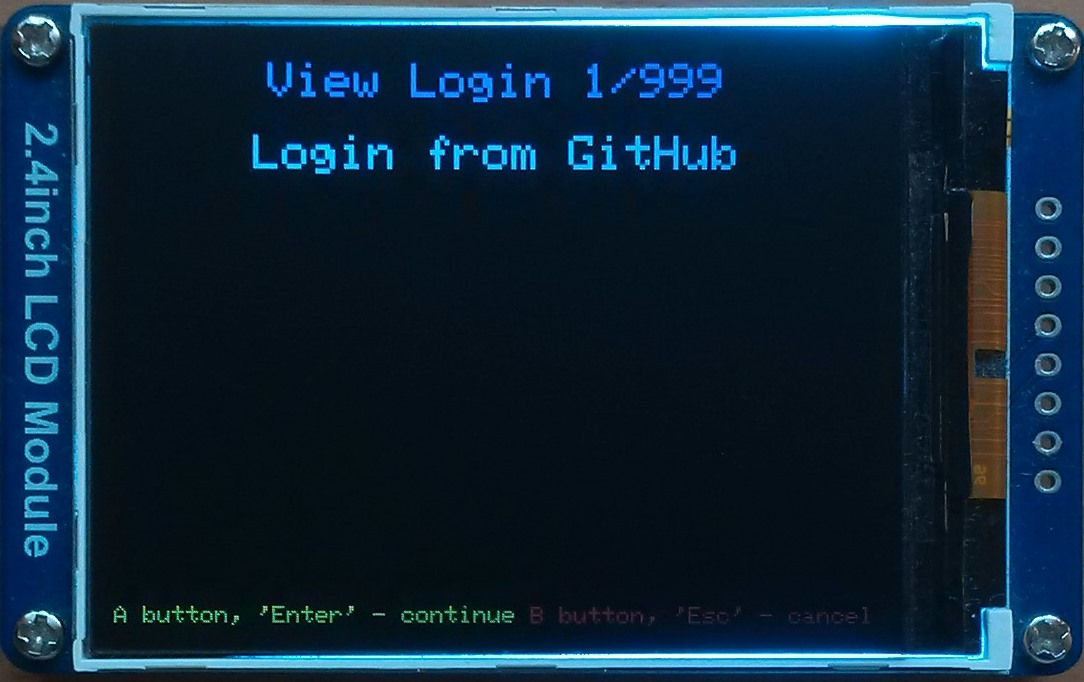 View Login 1/999
Login from GitHub
A button, 'Enter' - continue B button, 'Esc' - cancel
2.4inch LCD Module